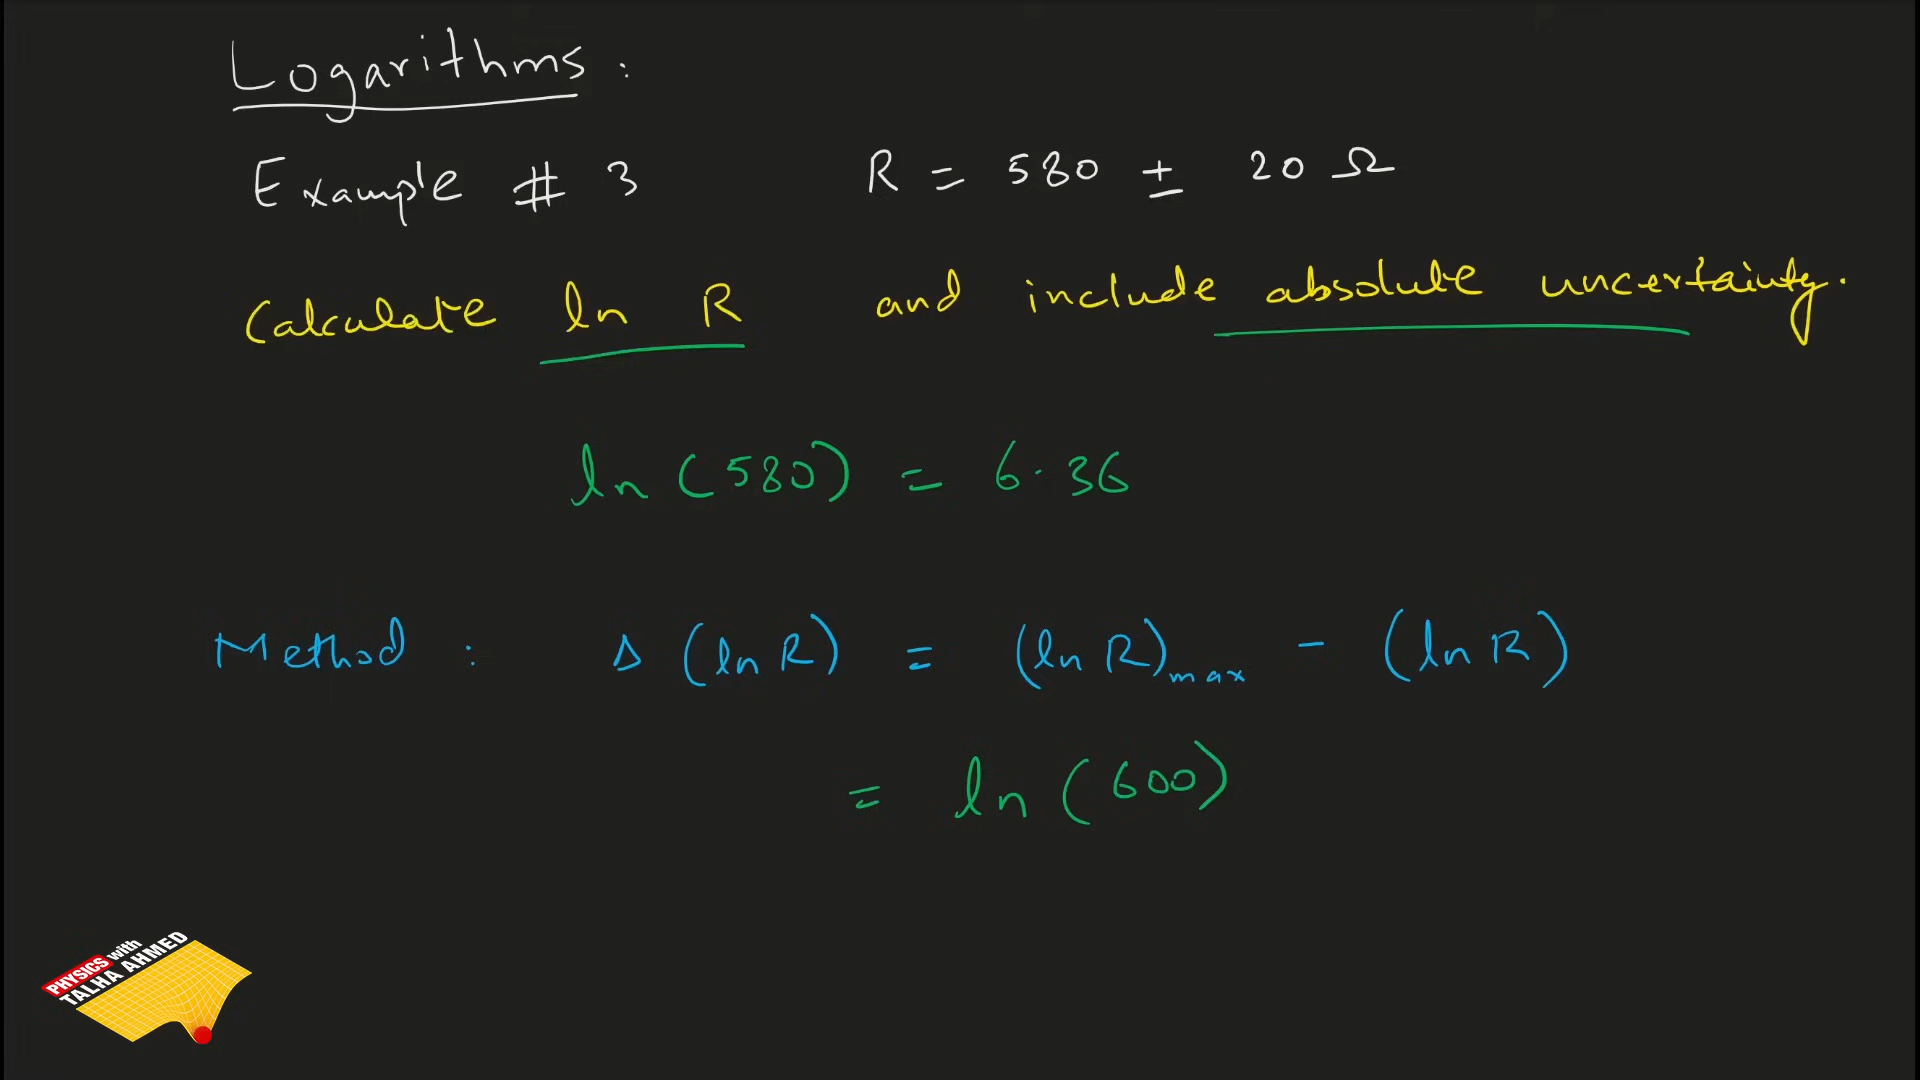 Logarithms :
Example # 3 R = 580 ± 20 Ω
Calculate ln R and include absolute uncertainty.
ln (580) = 6.36
Method : Δ (ln R) = (ln R)max - (ln R)
= ln (600)
PHYSICS with
TALHA AHMED